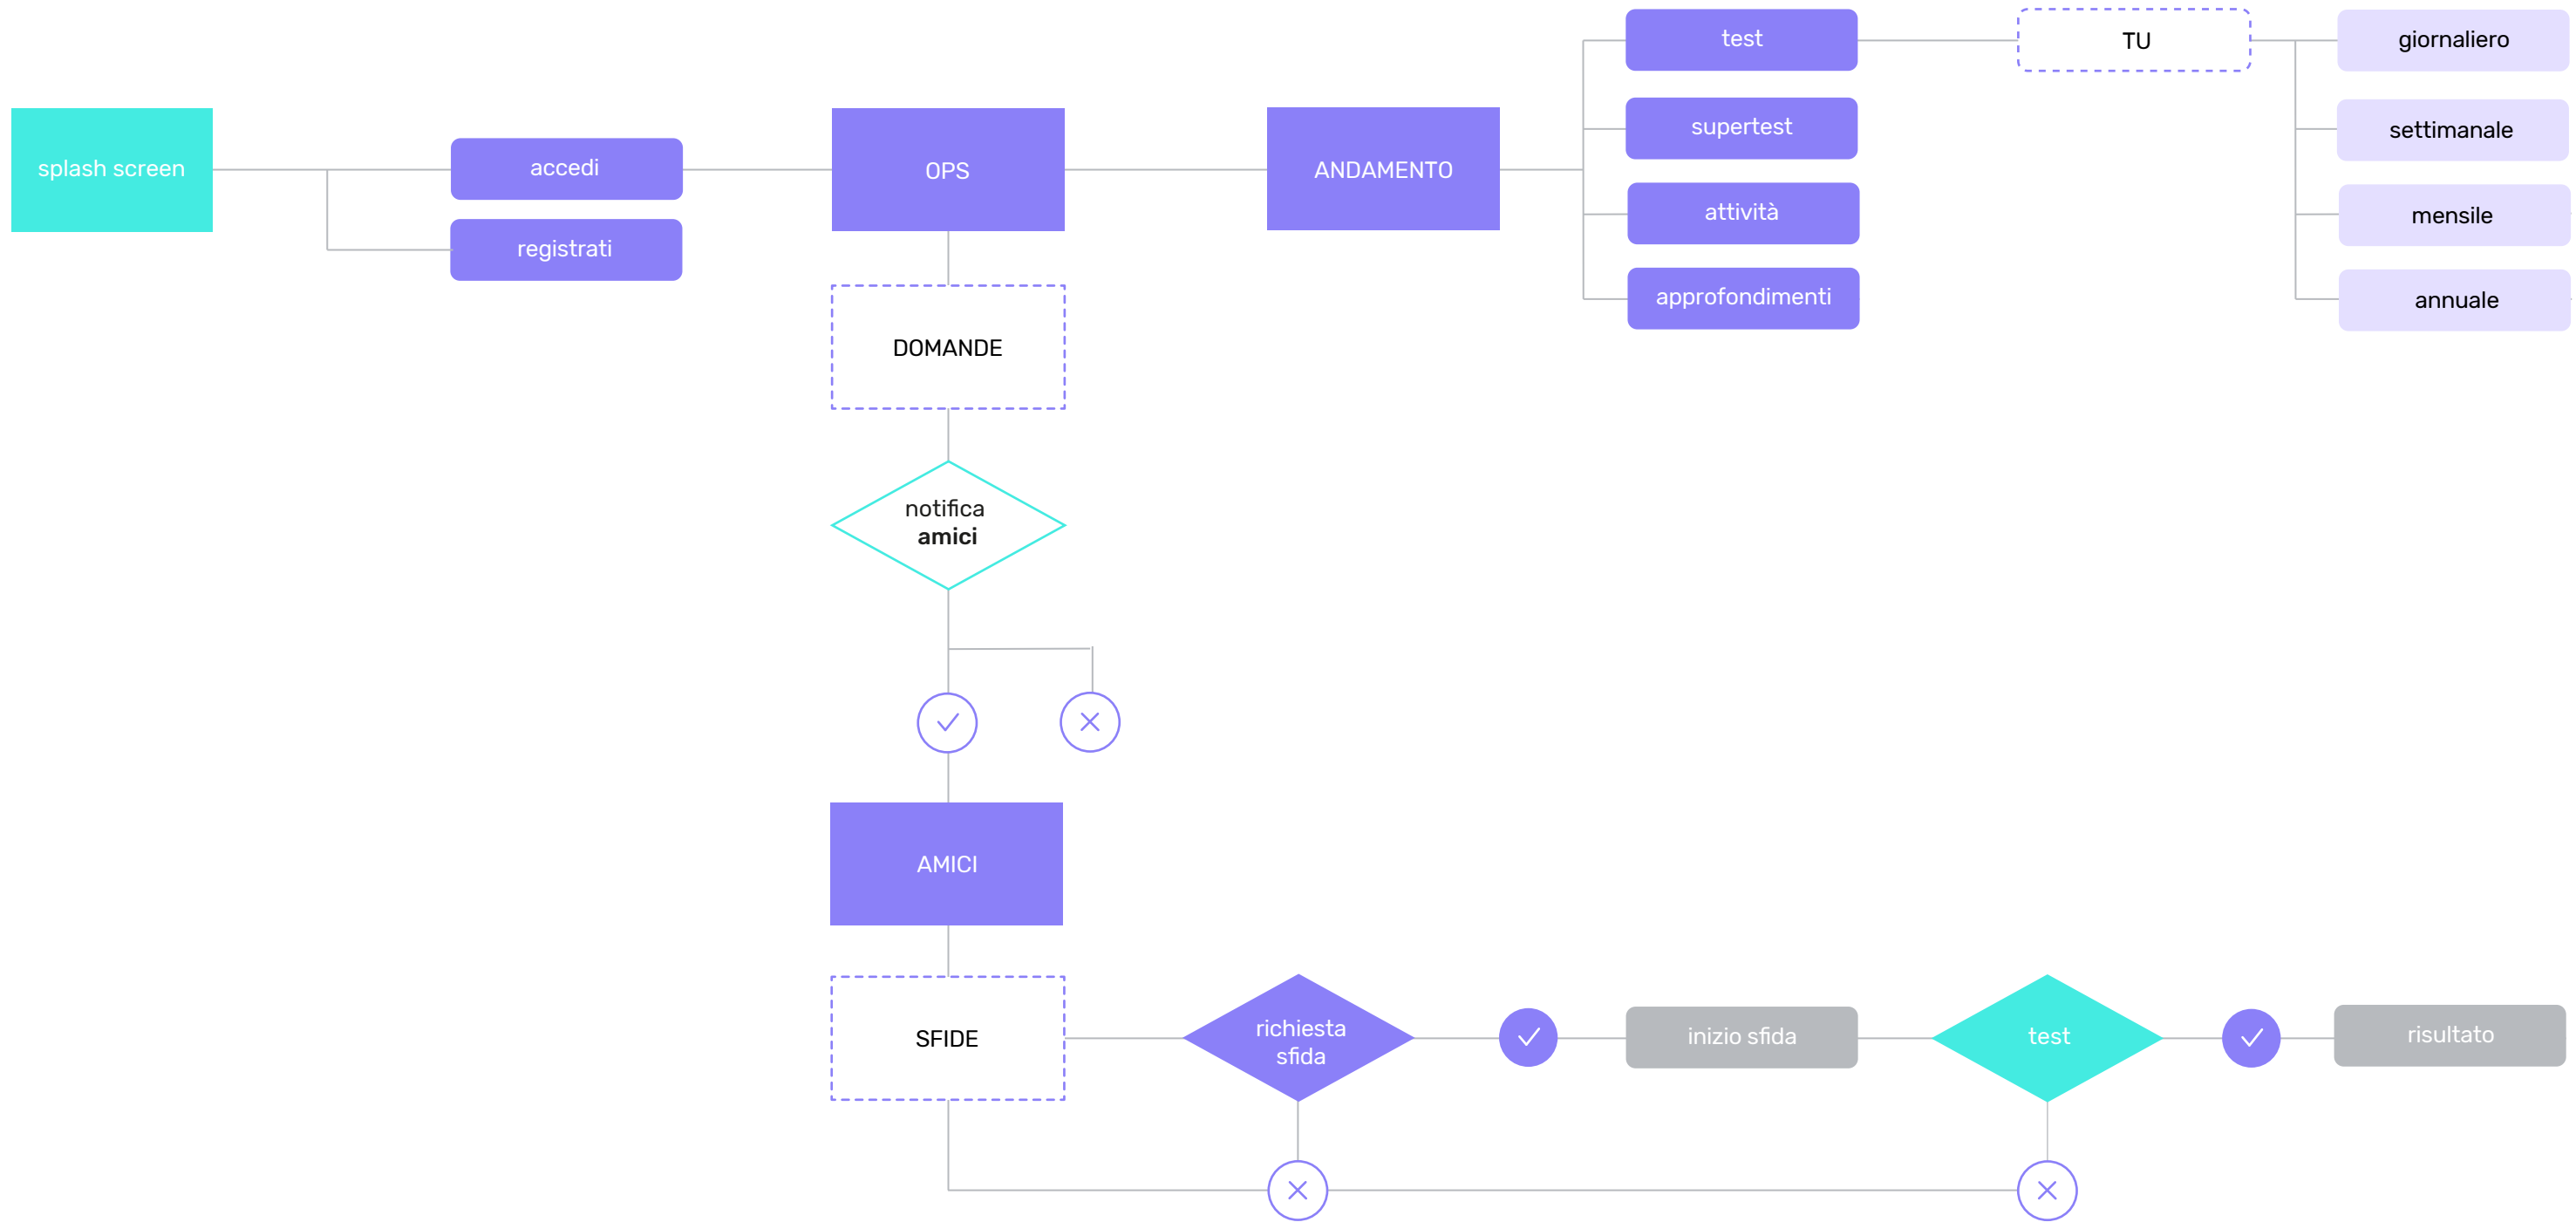 test
TU
giornaliero
splash screen
accedi
OPS
ANDAMENTO
supertest
settimanale
registrati
attività
mensile
approfondimenti
annuale
DOMANDE
notifica
amici
AMICI
SFIDE
richiesta
sfida
inizio sfida
test
risultato